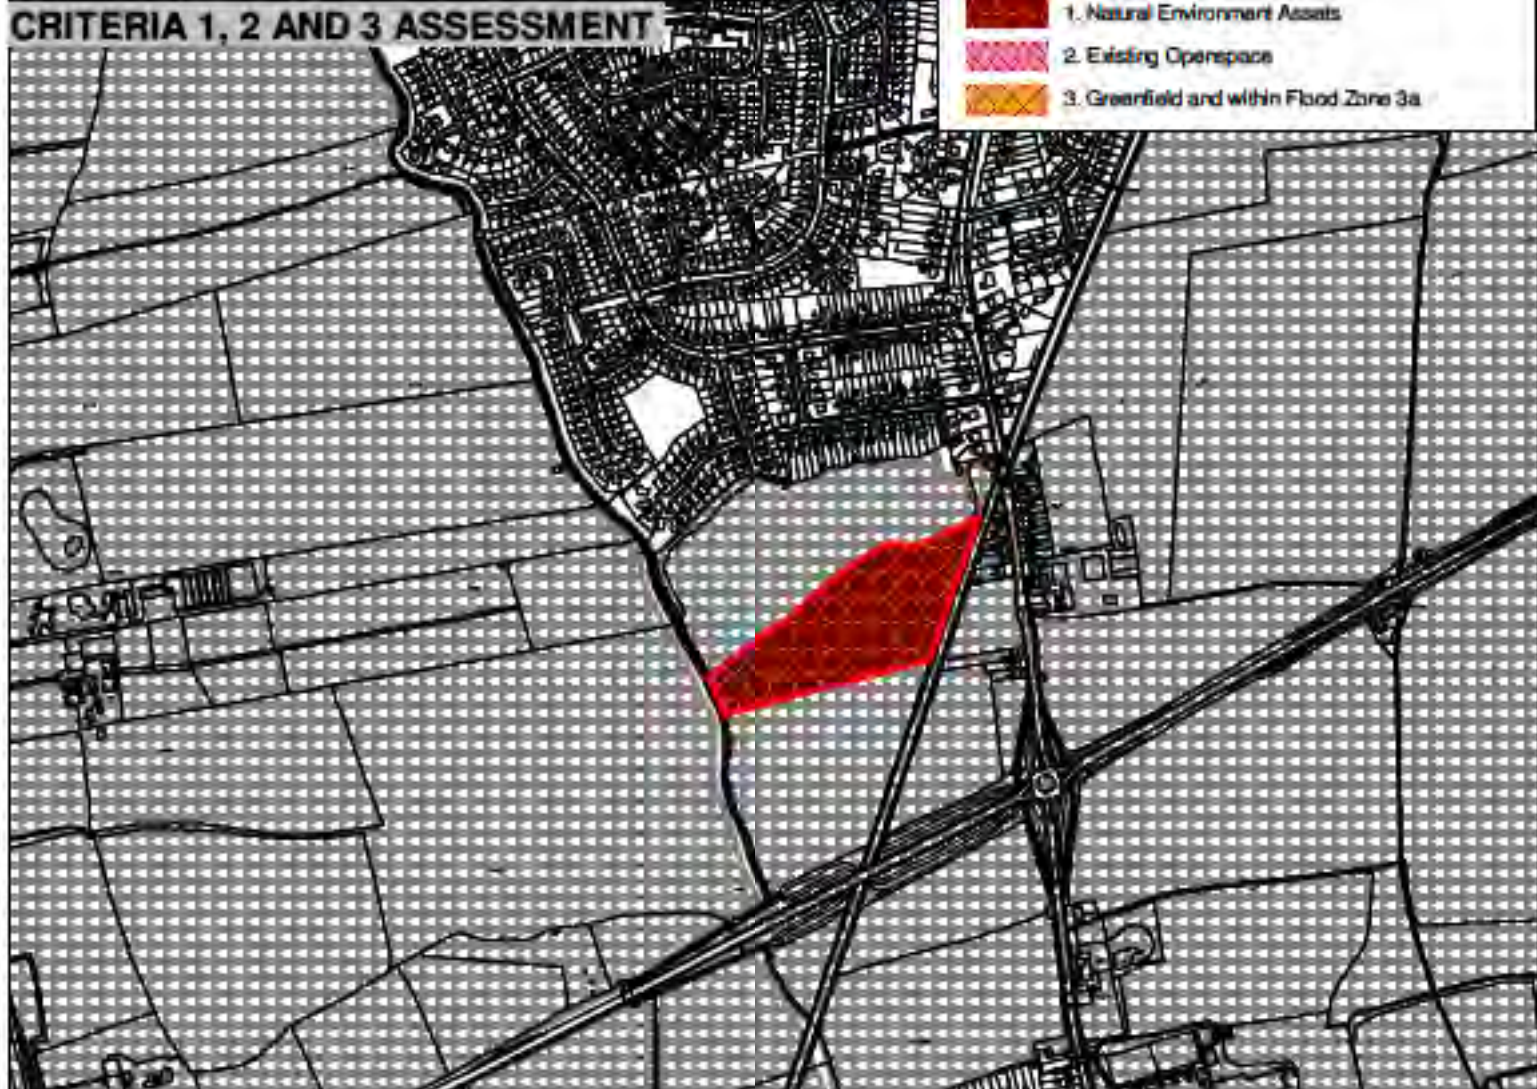 CRITERIA 1, 2 AND 3 ASSESSMENT
1. Natural Environment Assets
2. Existing Openspace
3. Greenfield and within Flood Zone 3a